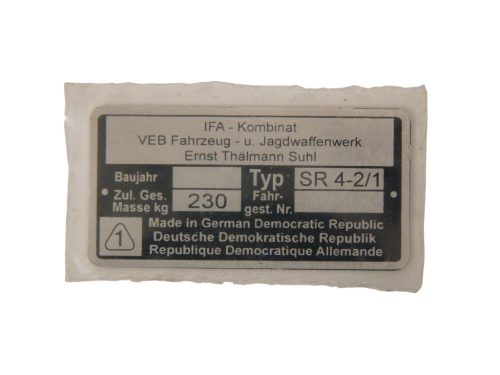 IFA - Kombinat
VEB Fahrzeug - u. Jagdwaffenwerk
Ernst Thälmann Suhl
Baujahr Typ SR 4-2/1
Zul. Ges. Fahr-
Masse kg 230 gest. Nr.
Made in German Democratic Republic
1 Deutsche Demokratische Republik
Republique Democratique Allemande